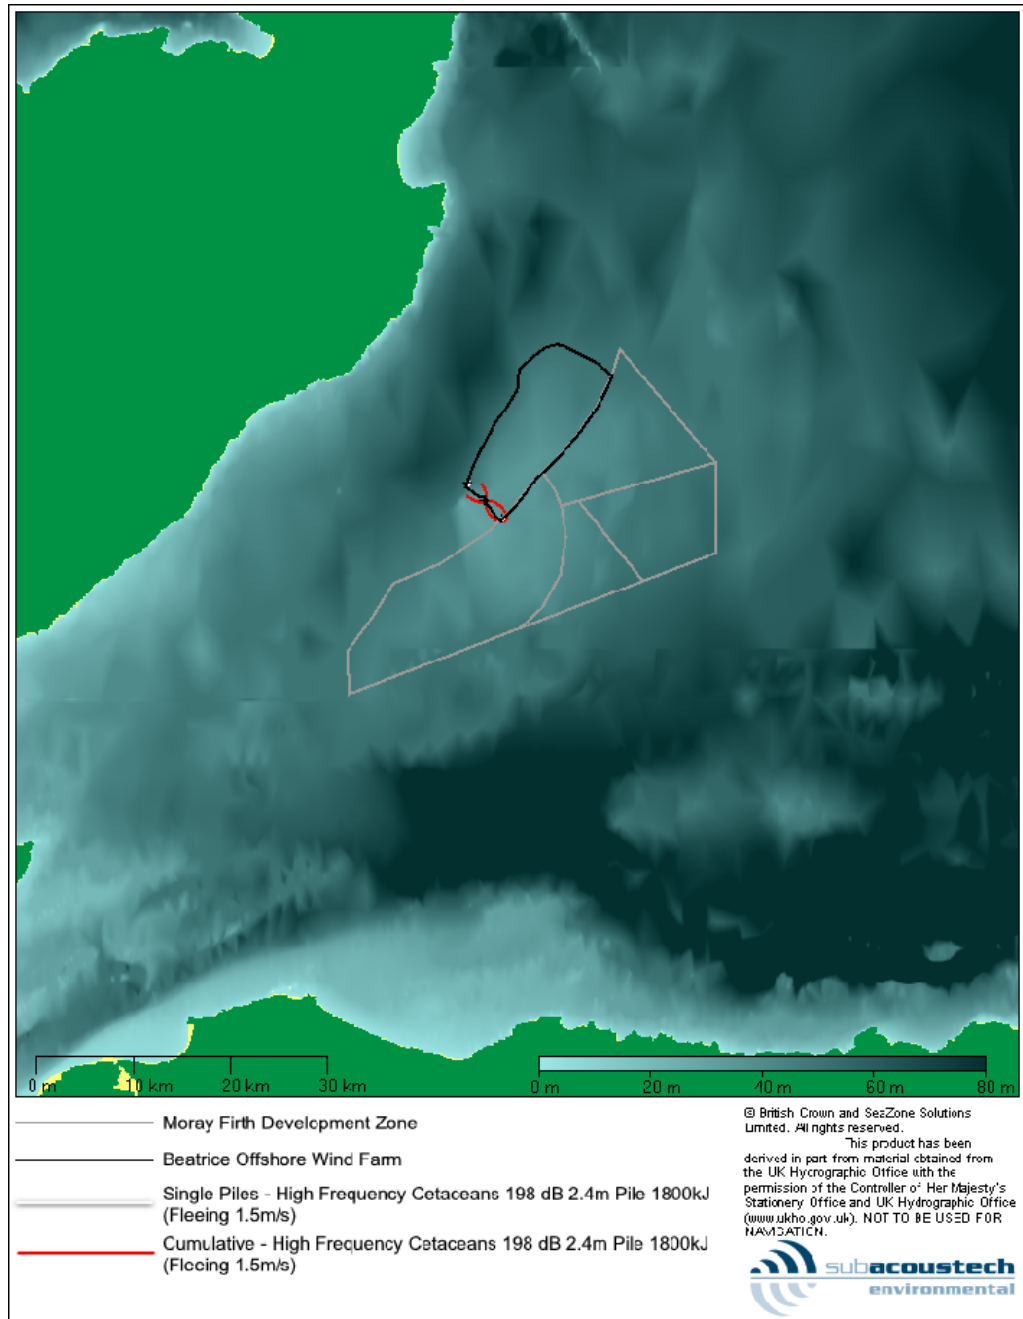 0 m 10 km 20 km 30 km
0 m 20 m 40 m 60 m 80 m
Moray Firth Development Zone
Beatrice Offshore Wind Farm
Single Piles - High Frequency Cetaceans 198 dB 2.4m Pile 1800kJ
(Fleeing 1.5m/s)
Cumulative - High Frequency Cetaceans 198 dB 2.4m Pile 1800kJ
(Fleeing 1.5m/s)
© British Crown and SeaZone Solutions
Limited. All rights reserved.
This product has been
derived in part from material obtained from
the UK Hydrographic Office with the
permission of the Controller of Her Majesty's
Stationery Office and UK Hydrographic Office
(www.ukho.gov.uk). NOT TO BE USED FOR
NAVIGATION.
subacoustech
environmental